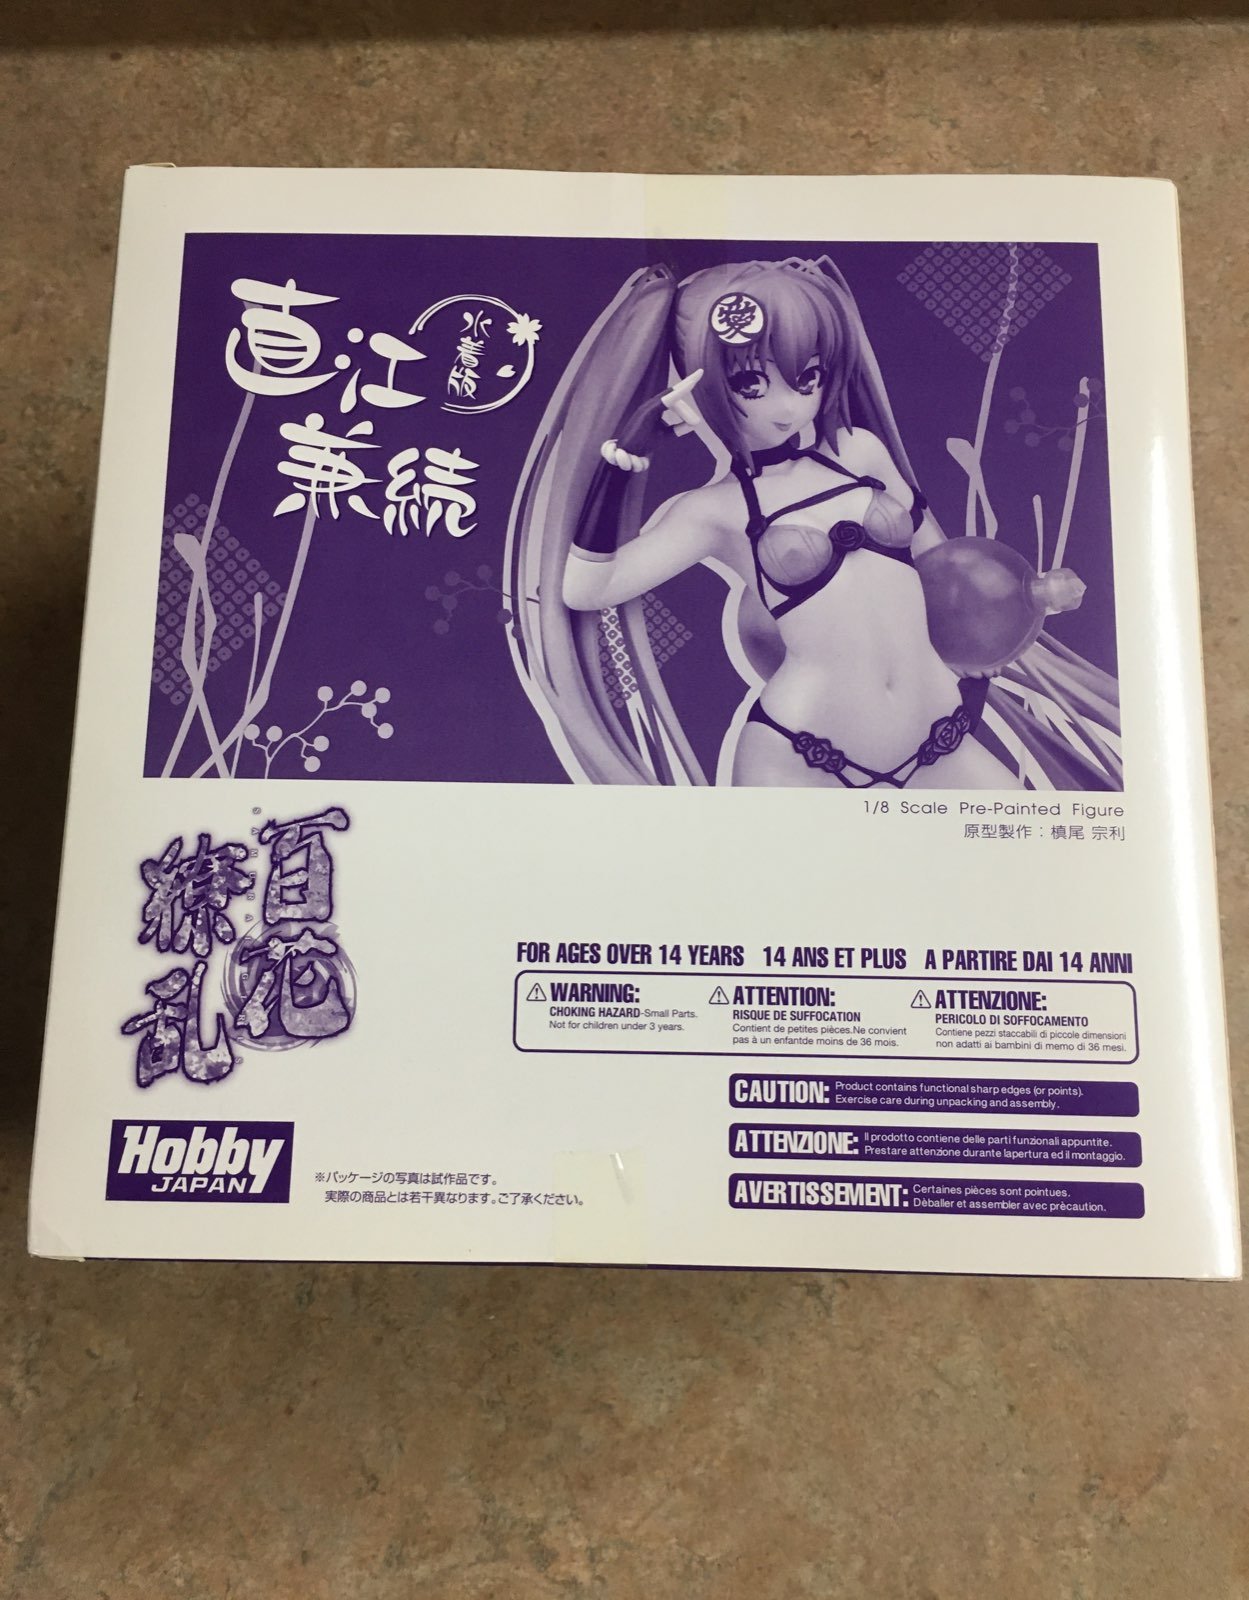 直江
兼続
水着改
愛
1/8 Scale Pre-Painted Figure
原型製作：槙尾 宗利
百花
繚乱
SAMURAI GIRLS
FOR AGES OVER 14 YEARS 14 ANS ET PLUS A PARTIRE DAI 14 ANNI
WARNING:
CHOKING HAZARD-Small Parts.
Not for children under 3 years.
ATTENTION:
RISQUE DE SUFFOCATION
Contient de petites pièces.Ne convient
pas à un enfantde moins de 36 mois.
ATTENZIONE:
PERICOLO DI SOFFOCAMENTO
Contiene pezzi staccabili di piccole dimensioni
non adatti ai bambini di memo di 36 mesi.
CAUTION: Product contains functional sharp edges (or points).
Exercise care during unpacking and assembly.
ATTENZIONE: Il prodotto contiene delle parti funzionali appuntite.
Prestare attenzione durante lapertura ed il montaggio.
AVERTISSEMENT: Certaines pièces sont pointues.
Dèballer et assembler avec prècaution.
Hobby
JAPAN
※パッケージの写真は試作品です。
実際の商品とは若干異なります。ご了承ください。